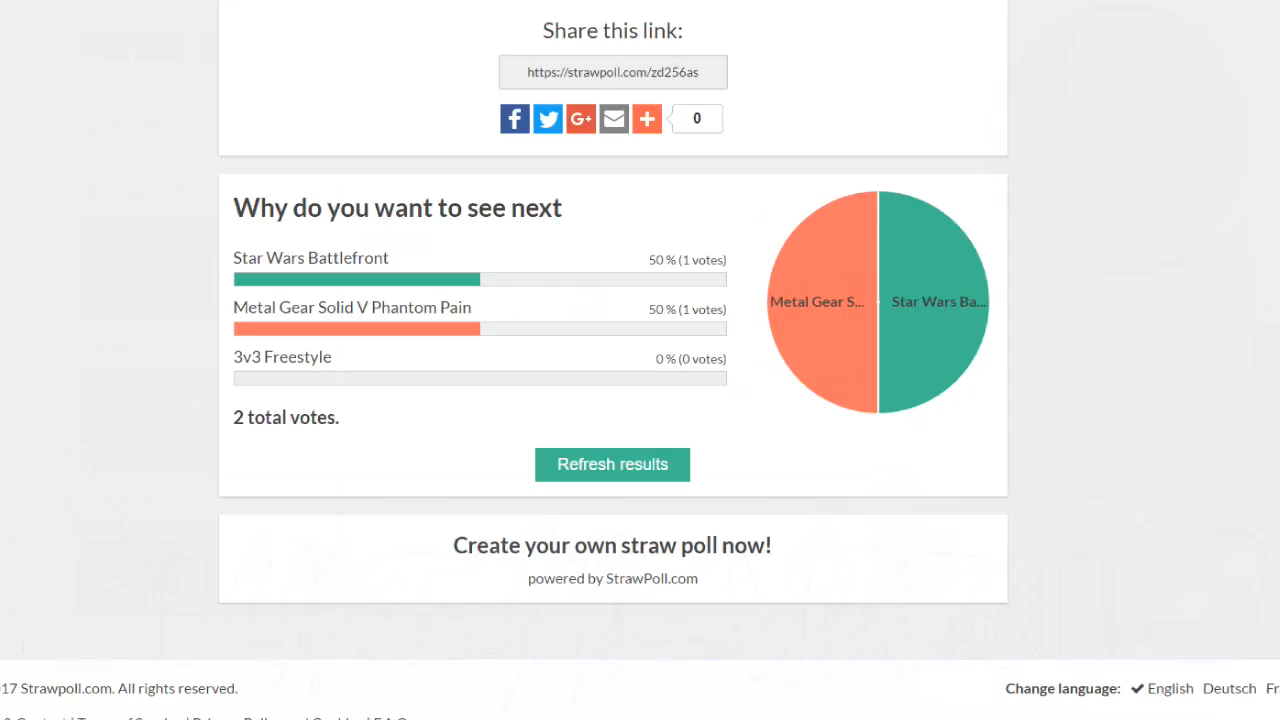 Share this link:
https://strawpoll.com/zd256as
0
Why do you want to see next
Star Wars Battlefront 50 % (1 votes)
Metal Gear Solid V Phantom Pain 50 % (1 votes)
3v3 Freestyle 0 % (0 votes)
2 total votes.
Metal Gear S... Star Wars Ba...
Refresh results
Create your own straw poll now!
powered by StrawPoll.com
17 Strawpoll.com. All rights reserved.
Change language: English Deutsch Fr